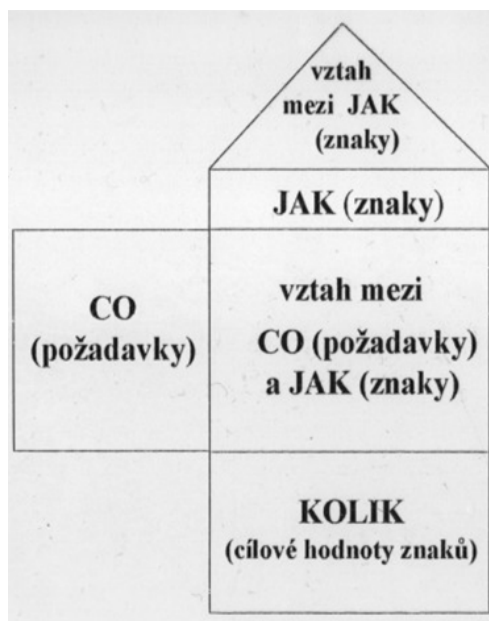 vztah
mezi JAK
(znaky)
JAK (znaky)
CO
(požadavky)
vztah mezi
CO (požadavky)
a JAK (znaky)
KOLIK
(cílové hodnoty znaků)